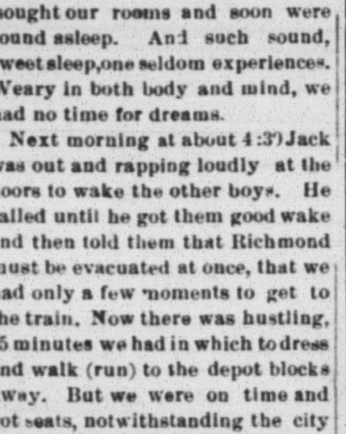 sought our rooms and soon were
ound asleep. And such sound,
weet sleep, one seldom experiences.
Weary in both body and mind, we
ad no time for dreams.
Next morning at about 4:30 Jack
was out and rapping loudly at the
oors to wake the other boys. He
alled until he got them good wake
nd then told them that Richmond
must be evacuated at once, that we
ad only a few moments to get to
he train. Now there was hustling,
5 minutes we had in which to dress
nd walk (run) to the depot blocks
way. But we were on time and
ot seats, notwithstanding the city